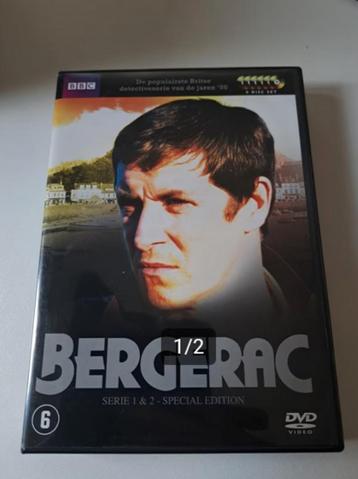 BBC
De populairste Britse
detectiveserie van de jaren '80
6 DISC SET
BERGERAC
1/2
SERIE 1 & 2 - SPECIAL EDITION
6
DVD
VIDEO